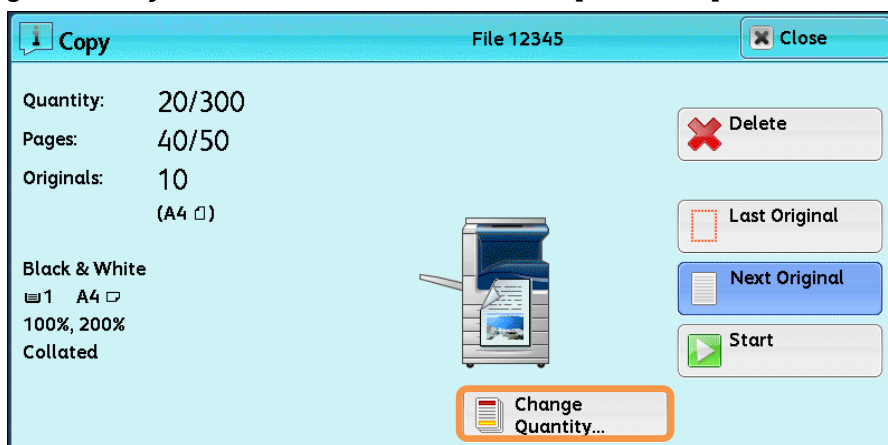 Copy
File 12345
Close
Quantity: 20/300
Pages: 40/50
Originals: 10
(A4)
Black & White
1 A4
100%, 200%
Collated
Delete
Last Original
Next Original
Start
Change
Quantity...